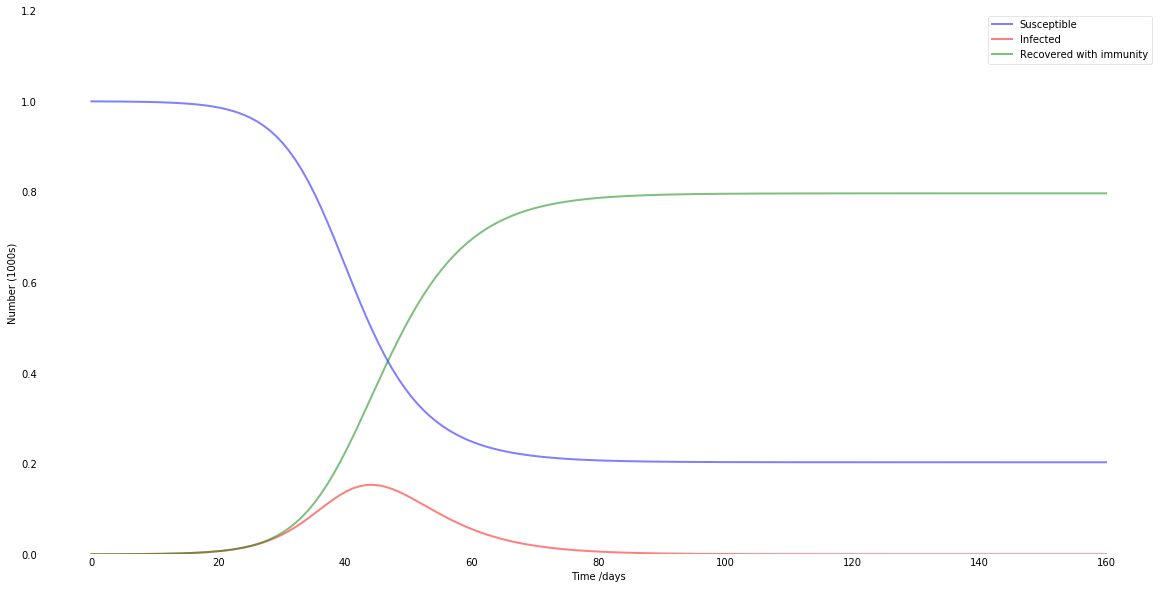 1.2
1.0
0.8
0.6
0.4
0.2
0.0
Number (1000s)
Susceptible
Infected
Recovered with immunity
0 20 40 60 80 100 120 140 160
Time /days